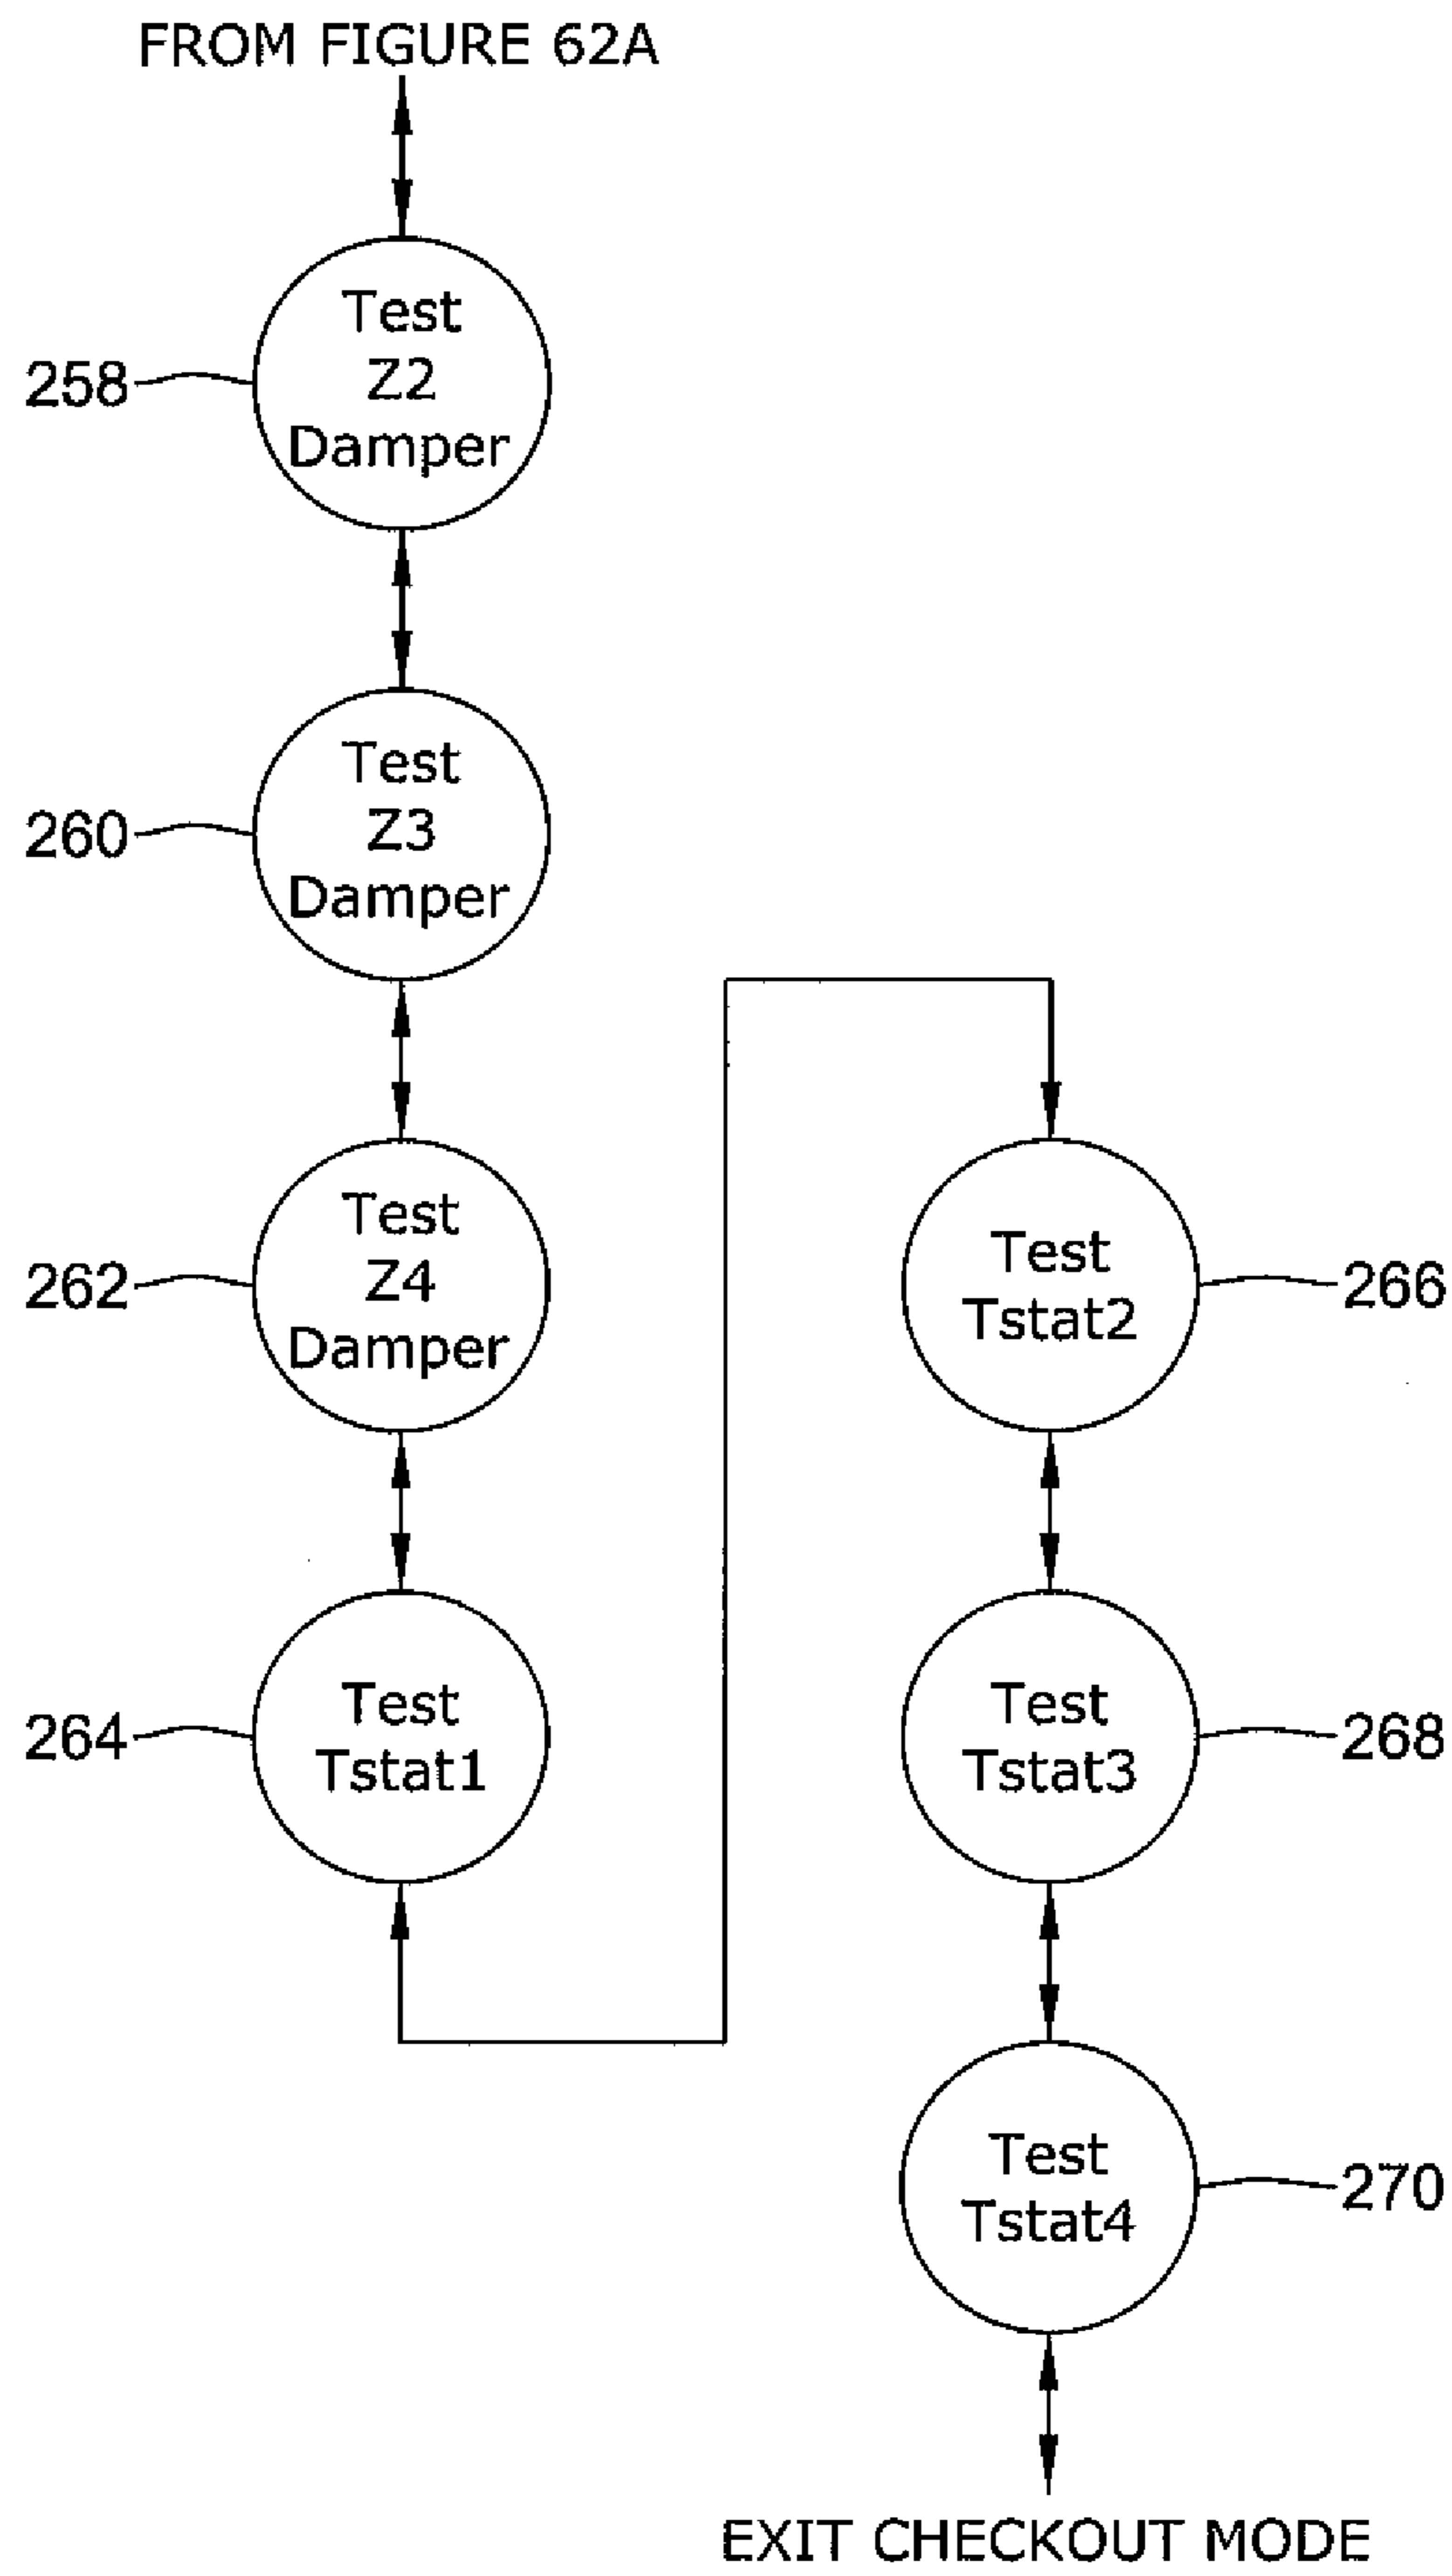 FROM FIGURE 62A
258
Test
Z2
Damper
260
Test
Z3
Damper
262
Test
Z4
Damper
264
Test
Tstat1
Test
Tstat2
266
Test
Tstat3
268
Test
Tstat4
270
EXIT CHECKOUT MODE